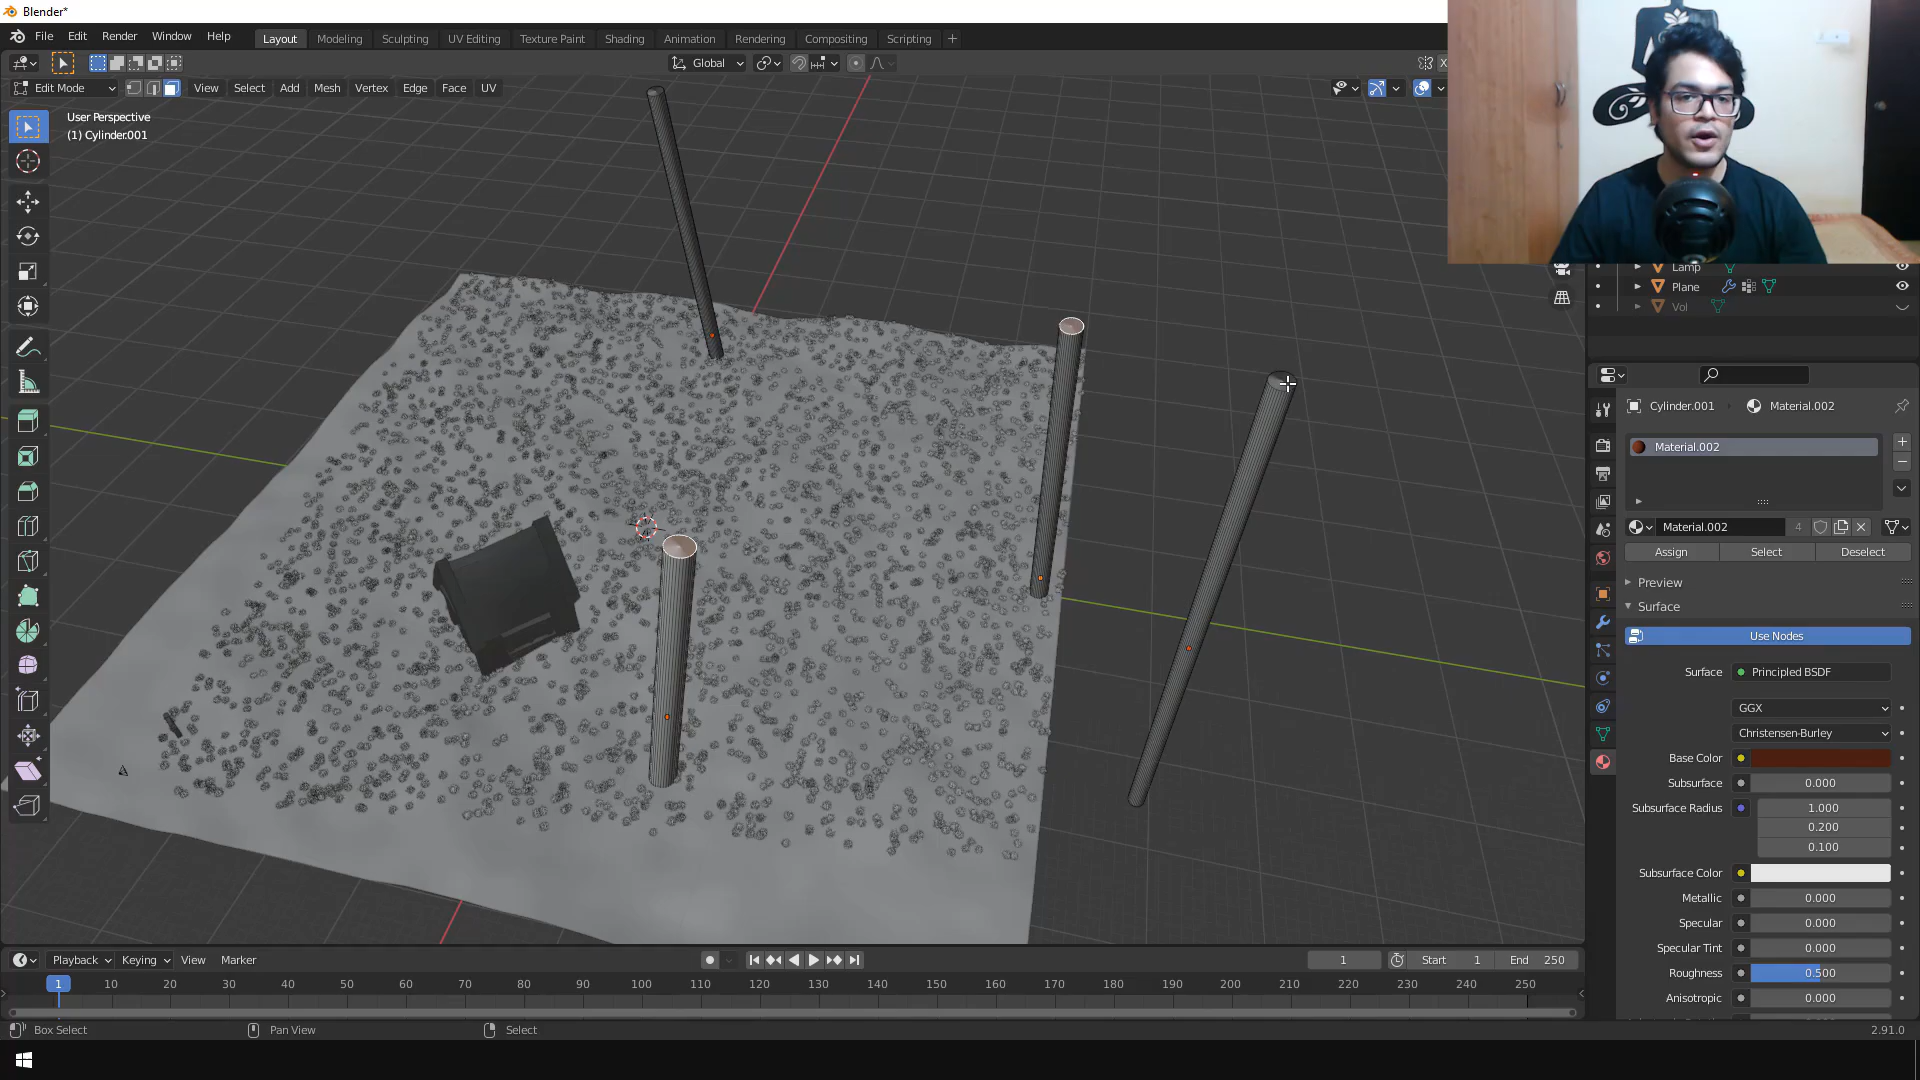 Blender*
File Edit Render Window Help
Layout Modeling Sculpting UV Editing Texture Paint Shading Animation Rendering Compositing Scripting
Global
X
Edit Mode View Select Add Mesh Vertex Edge Face UV
User Perspective
(1) Cylinder.001
Lamp
Plane
Vol
Cylinder.001 Material.002
Material.002
Material.002 4
Assign Select Deselect
Preview
Surface
Use Nodes
Surface Principled BSDF
GGX
Christensen-Burley
Base Color
Subsurface 0.000
Subsurface Radius 1.000
0.200
0.100
Subsurface Color
Metallic 0.000
Specular 0.000
Specular Tint 0.000
Roughness 0.500
Anisotropic 0.000
Playback Keying View Marker 1 Start 1 End 250
1 10 20 30 40 50 60 70 80 90 100 110 120 130 140 150 160 170 180 190 200 210 220 230 240 250
Box Select Pan View Select 2.91.0